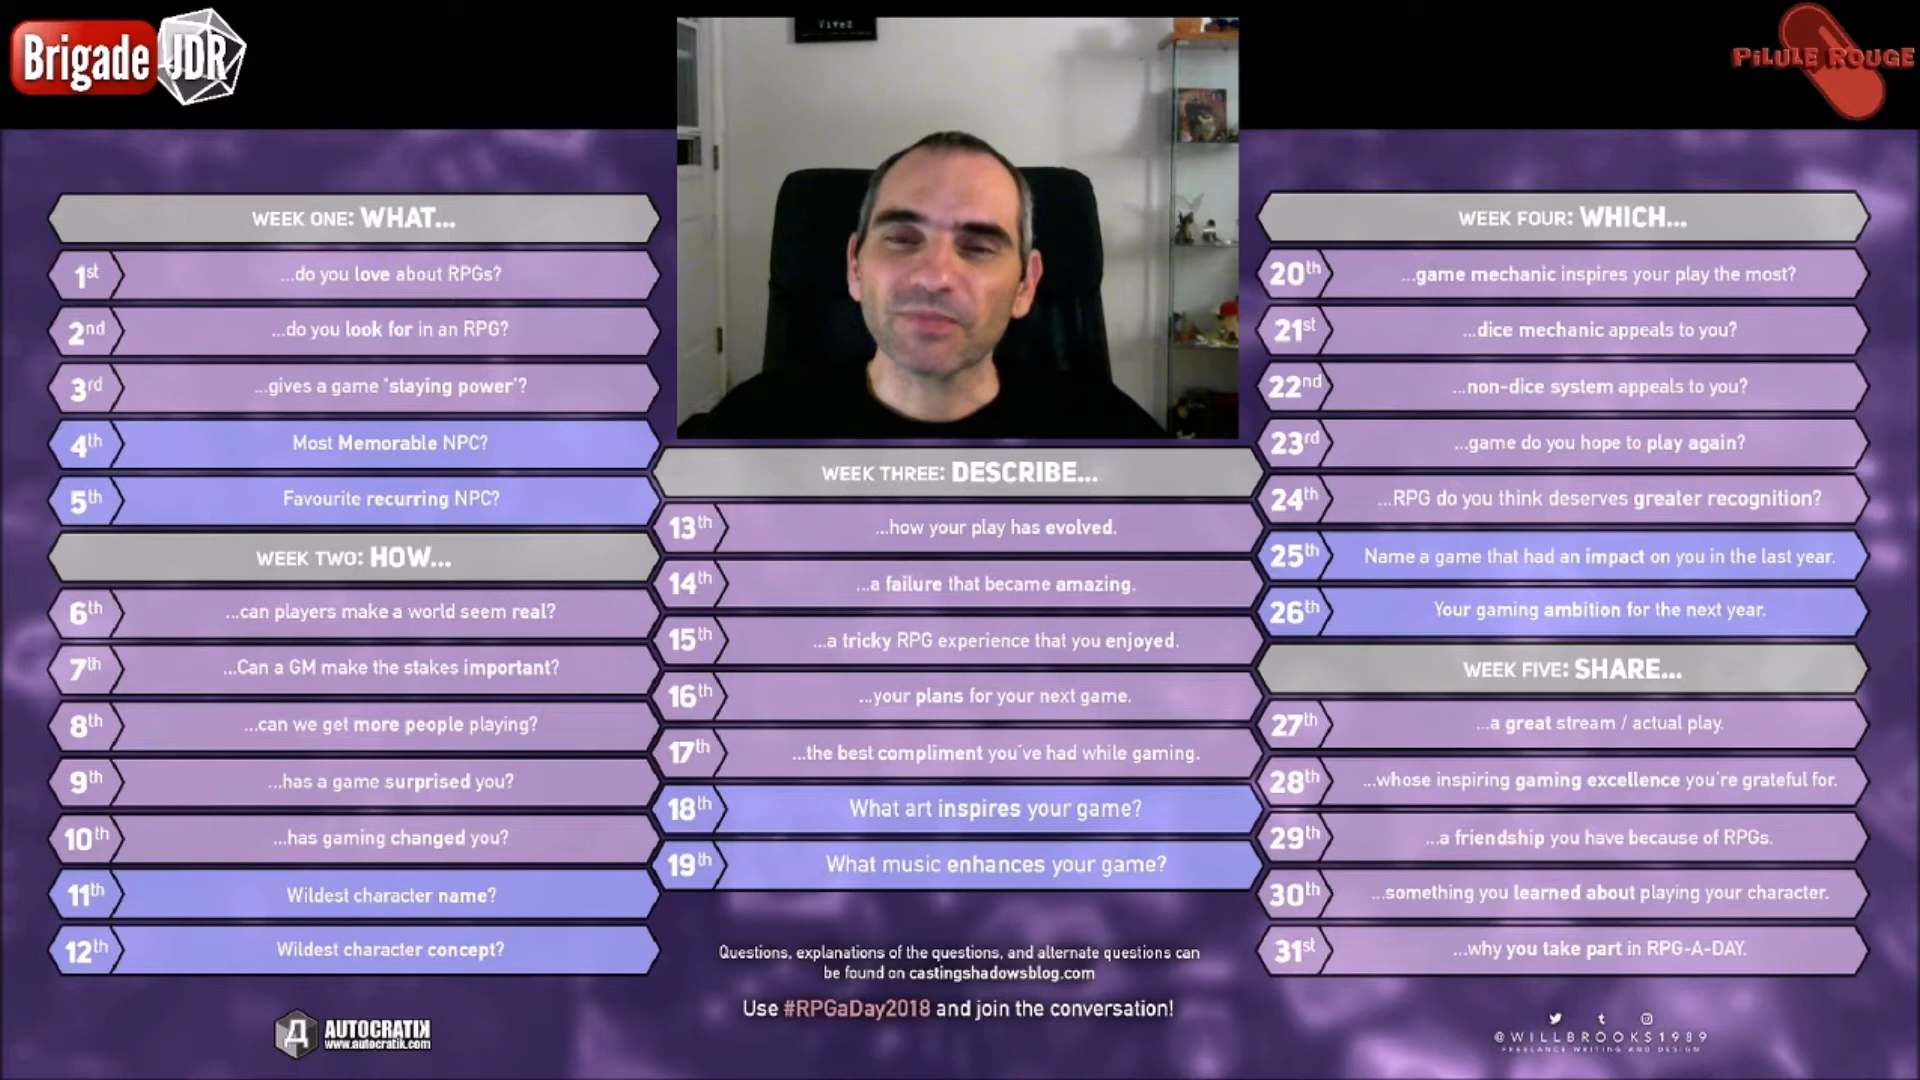 Brigade JDR
PiLULE ROUGE
WEEK ONE: WHAT...
1st ...do you love about RPGs?
2nd ...do you look for in an RPG?
3rd ...gives a game 'staying power'?
4th Most Memorable NPC?
5th Favourite recurring NPC?
WEEK TWO: HOW...
6th ...can players make a world seem real?
7th ...Can a GM make the stakes important?
8th ...can we get more people playing?
9th ...has a game surprised you?
10th ...has gaming changed you?
11th Wildest character name?
12th Wildest character concept?
AUTOCRATIK
www.autocratik.com
WEEK THREE: DESCRIBE...
13th ...how your play has evolved.
14th ...a failure that became amazing.
15th ...a tricky RPG experience that you enjoyed.
16th ...your plans for your next game.
17th ...the best compliment you've had while gaming.
18th What art inspires your game?
19th What music enhances your game?
Questions, explanations of the questions, and alternate questions can
be found on castingshadowsblog.com
Use #RPGaDay2018 and join the conversation!
WEEK FOUR: WHICH...
20th ...game mechanic inspires your play the most?
21st ...dice mechanic appeals to you?
22nd ...non-dice system appeals to you?
23rd ...game do you hope to play again?
24th ...RPG do you think deserves greater recognition?
25th Name a game that had an impact on you in the last year.
26th Your gaming ambition for the next year.
WEEK FIVE: SHARE...
27th ...a great stream / actual play.
28th ...whose inspiring gaming excellence you're grateful for.
29th ...a friendship you have because of RPGs.
30th ...something you learned about playing your character.
31st ...why you take part in RPG-A-DAY.
@WILLBROOKS1989
FREELANCE WRITING AND DESIGN